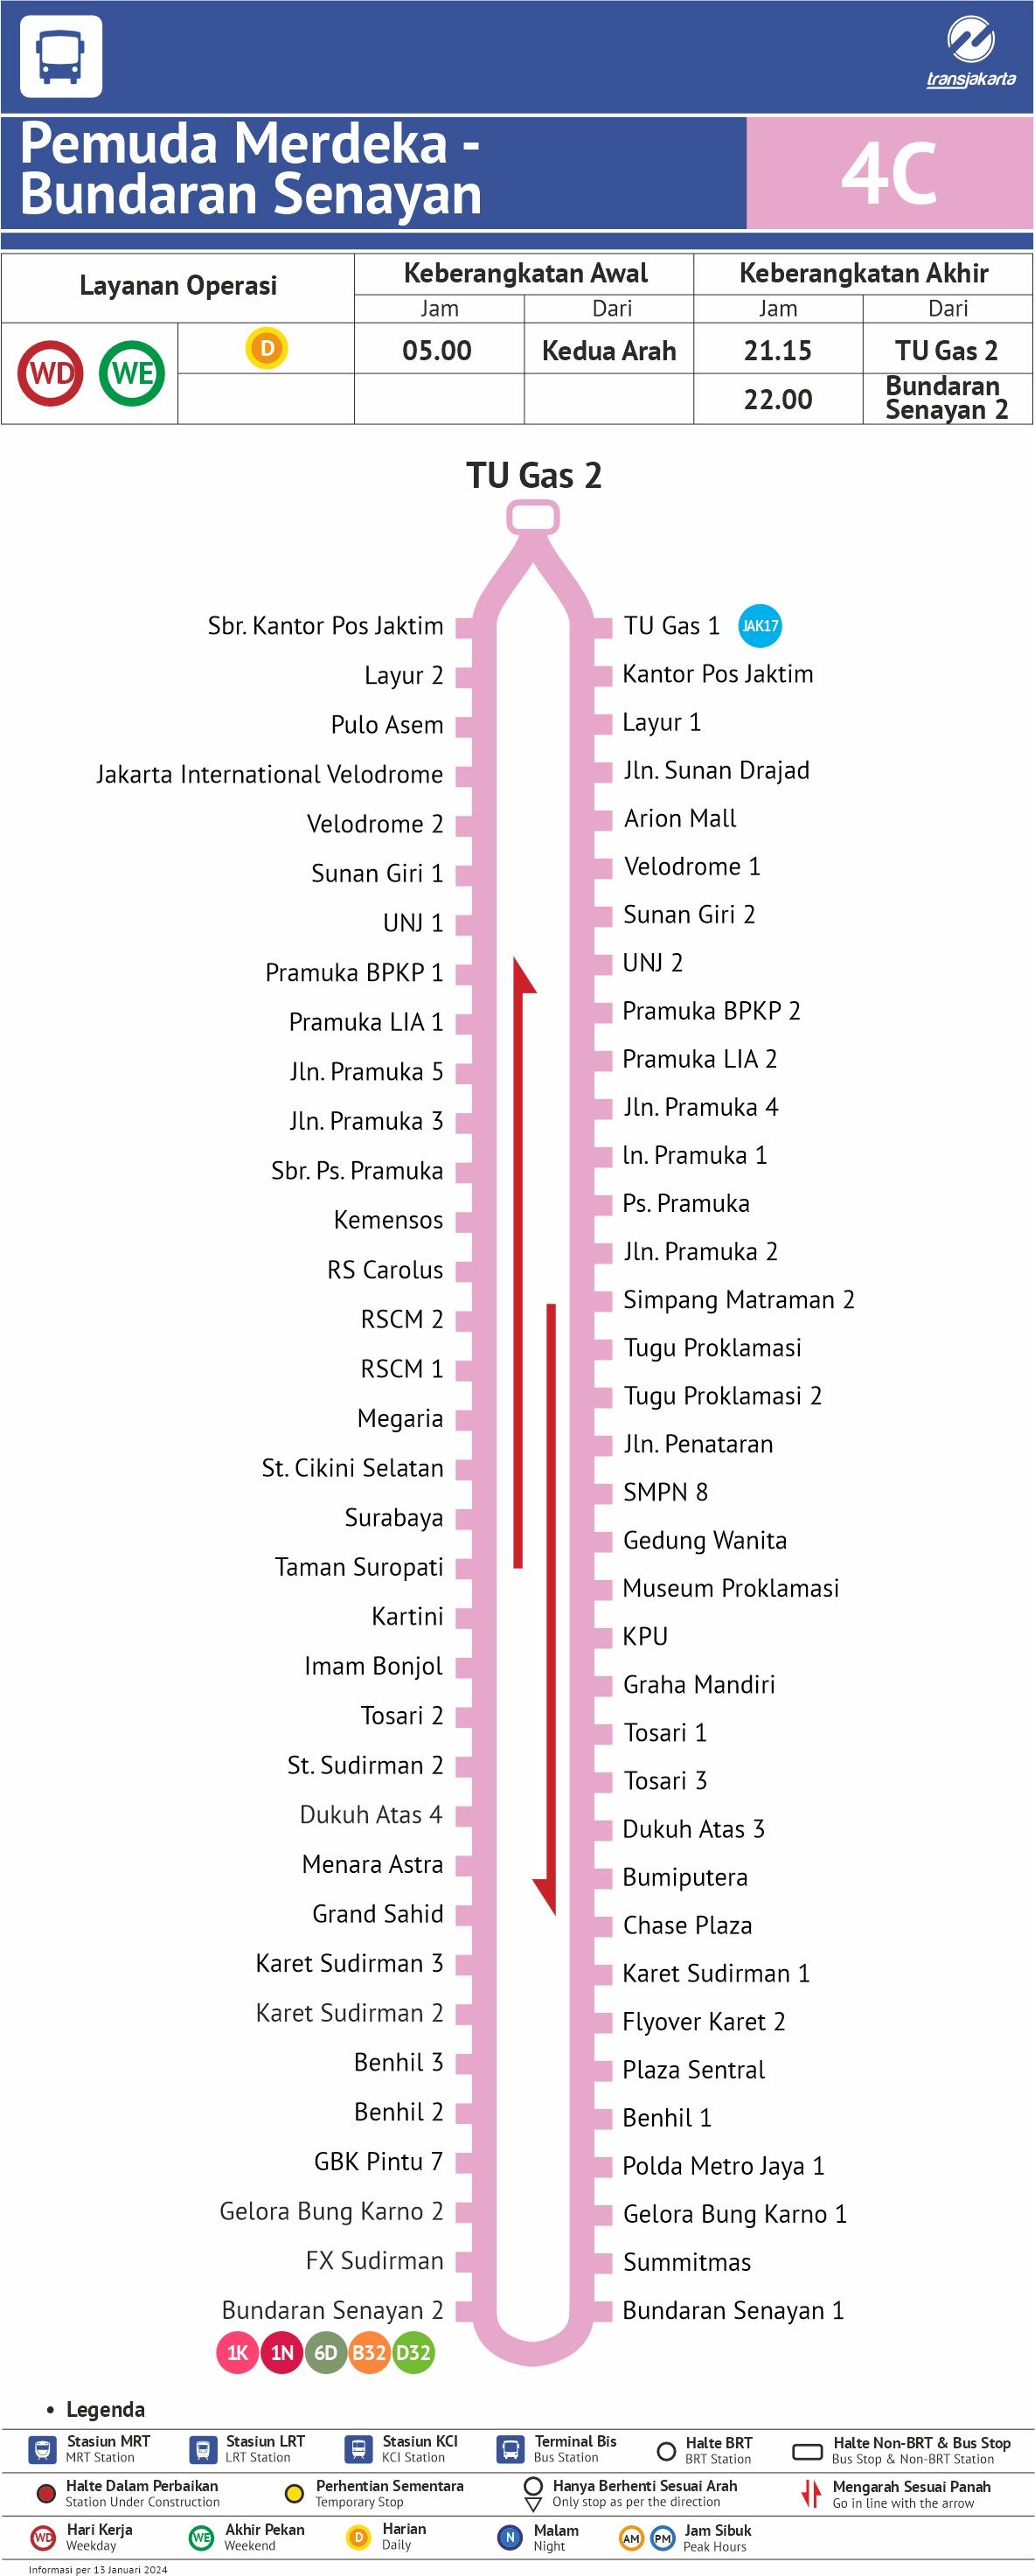 transjakarta
Pemuda Merdeka -
Bundaran Senayan
4C
Layanan Operasi
Keberangkatan Awal
Keberangkatan Akhir
Jam
Dari
Jam
Dari
WD
WE
D
05.00
Kedua Arah
21.15
TU Gas 2
22.00
Bundaran
Senayan 2
TU Gas 2
Sbr. Kantor Pos Jaktim
Layur 2
Pulo Asem
Jakarta International Velodrome
Velodrome 2
Sunan Giri 1
UNJ 1
Pramuka BPKP 1
Pramuka LIA 1
Jln. Pramuka 5
Jln. Pramuka 3
Sbr. Ps. Pramuka
Kemensos
RS Carolus
RSCM 2
RSCM 1
Megaria
St. Cikini Selatan
Surabaya
Taman Suropati
Kartini
Imam Bonjol
Tosari 2
St. Sudirman 2
Dukuh Atas 4
Menara Astra
Grand Sahid
Karet Sudirman 3
Karet Sudirman 2
Benhil 3
Benhil 2
GBK Pintu 7
Gelora Bung Karno 2
FX Sudirman
Bundaran Senayan 2
1K
1N
6D
B32
D32
TU Gas 1
JAK17
Kantor Pos Jaktim
Layur 1
Jln. Sunan Drajad
Arion Mall
Velodrome 1
Sunan Giri 2
UNJ 2
Pramuka BPKP 2
Pramuka LIA 2
Jln. Pramuka 4
ln. Pramuka 1
Ps. Pramuka
Jln. Pramuka 2
Simpang Matraman 2
Tugu Proklamasi
Tugu Proklamasi 2
Jln. Penataran
SMPN 8
Gedung Wanita
Museum Proklamasi
KPU
Graha Mandiri
Tosari 1
Tosari 3
Dukuh Atas 3
Bumiputera
Chase Plaza
Karet Sudirman 1
Flyover Karet 2
Plaza Sentral
Benhil 1
Polda Metro Jaya 1
Gelora Bung Karno 1
Summitmas
Bundaran Senayan 1
• Legenda
Stasiun MRT
MRT Station
Stasiun LRT
LRT Station
Stasiun KCI
KCI Station
Terminal Bis
Bus Station
Halte BRT
BRT Station
Halte Non-BRT & Bus Stop
Bus Stop & Non-BRT Station
Halte Dalam Perbaikan
Station Under Construction
Perhentian Sementara
Temporary Stop
Hanya Berhenti Sesuai Arah
Only stop as per the direction
Mengarah Sesuai Panah
Go in line with the arrow
WD
Hari Kerja
Weekday
WE
Akhir Pekan
Weekend
D
Harian
Daily
N
Malam
Night
AM
PM
Jam Sibuk
Peak Hours
Informasi per 13 Januari 2024